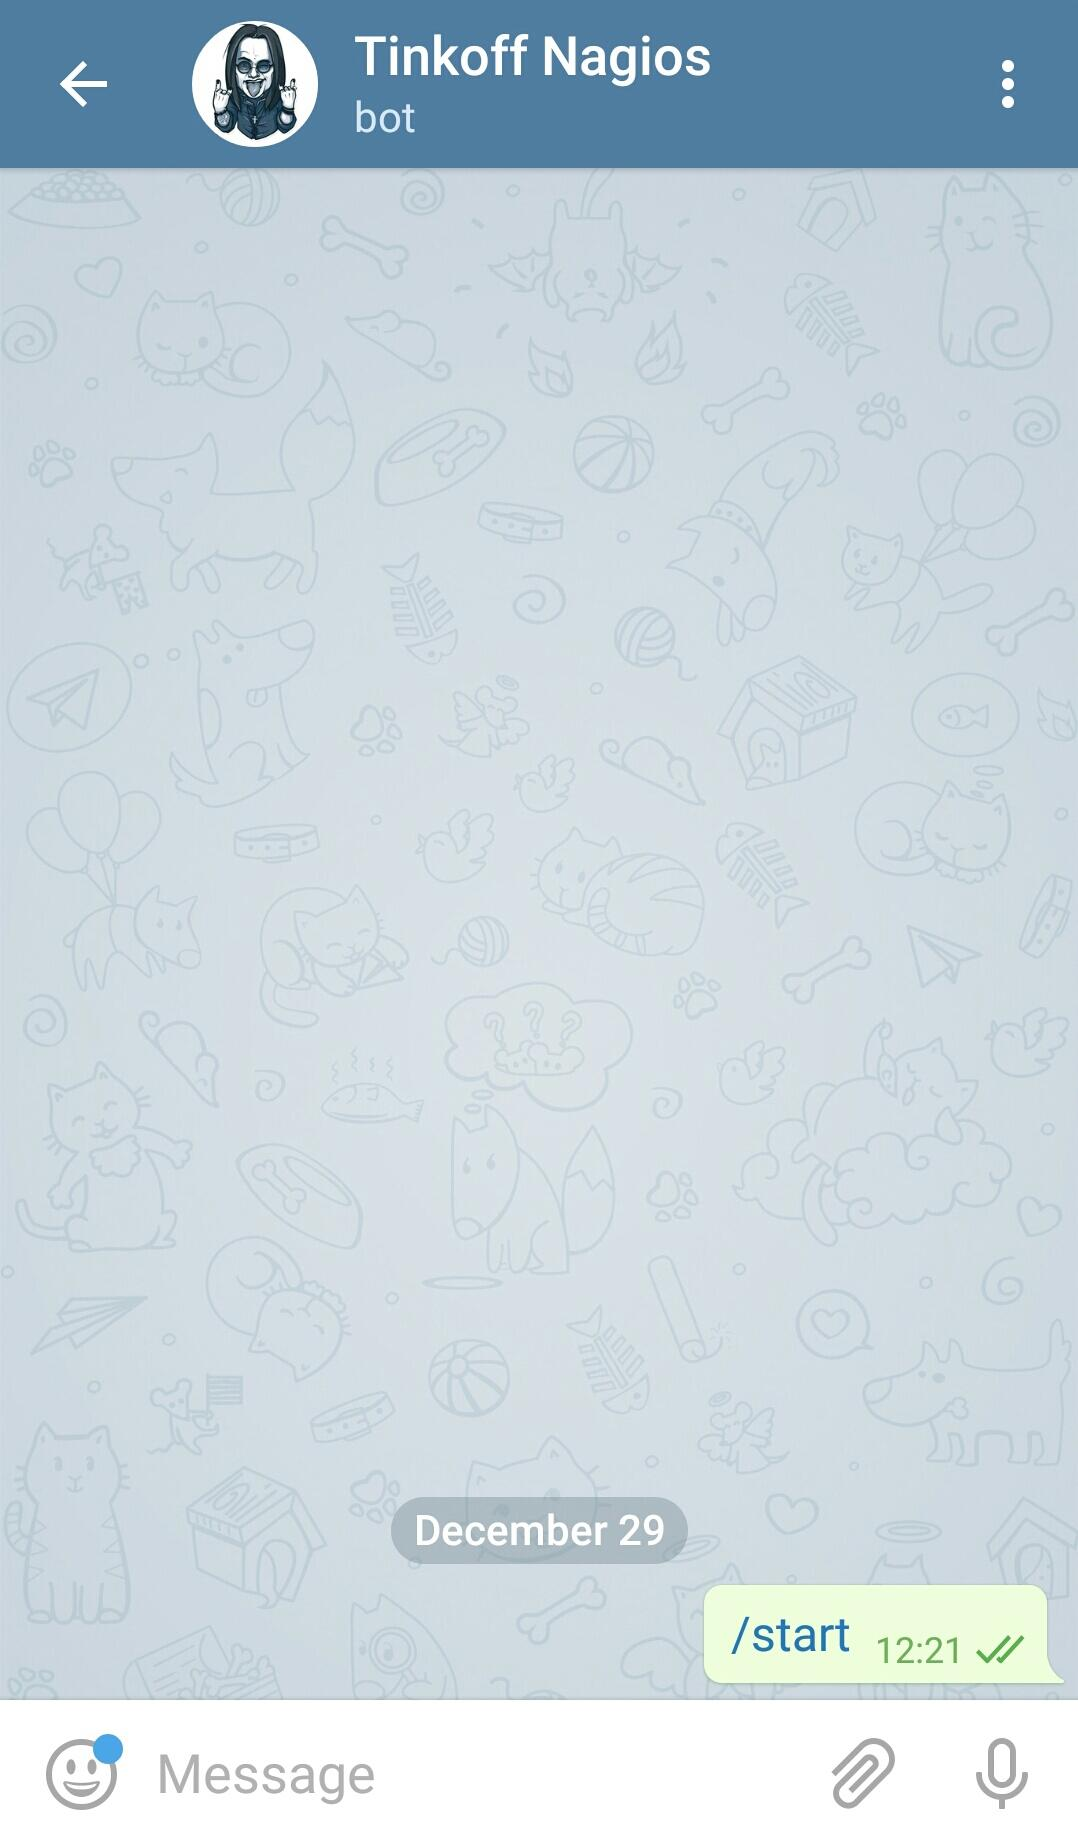 Tinkoff Nagios
bot
December 29
/start 12:21
Message